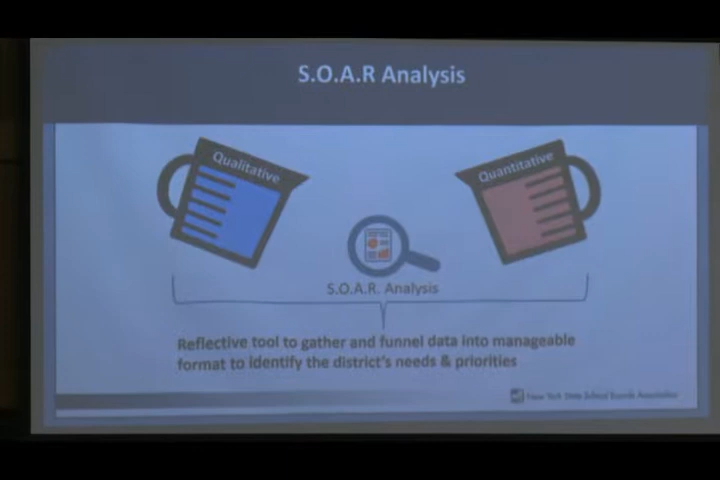 S.O.A.R Analysis
Qualitative
Quantitative
S.O.A.R. Analysis
Reflective tool to gather and funnel data into manageable
format to identify the district's needs & priorities
New York State School Boards Association